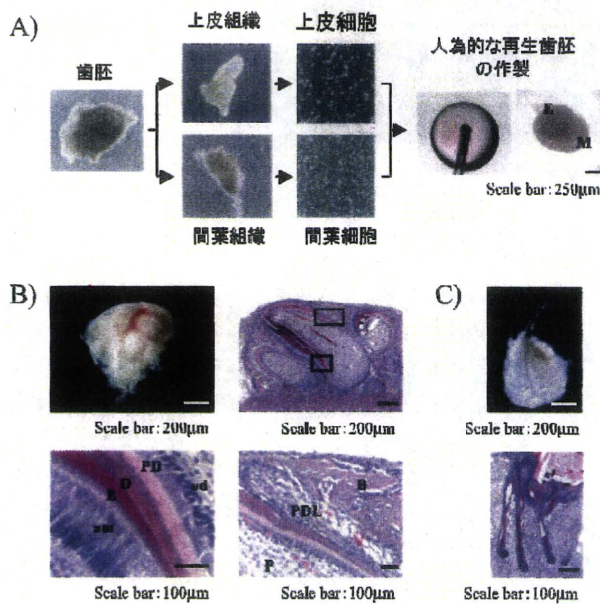 A)
歯胚
上皮組織
上皮細胞
間葉組織
間葉細胞
人為的な再生歯胚
の作製
E
M
Scale bar: 250μm
B)
Scale bar: 200μm
Scale bar: 200μm
C)
Scale bar: 200μm
PD
od
D
E
am
Scale bar: 100μm
B
PDL
P
Scale bar: 100μm
Scale bar: 100μm